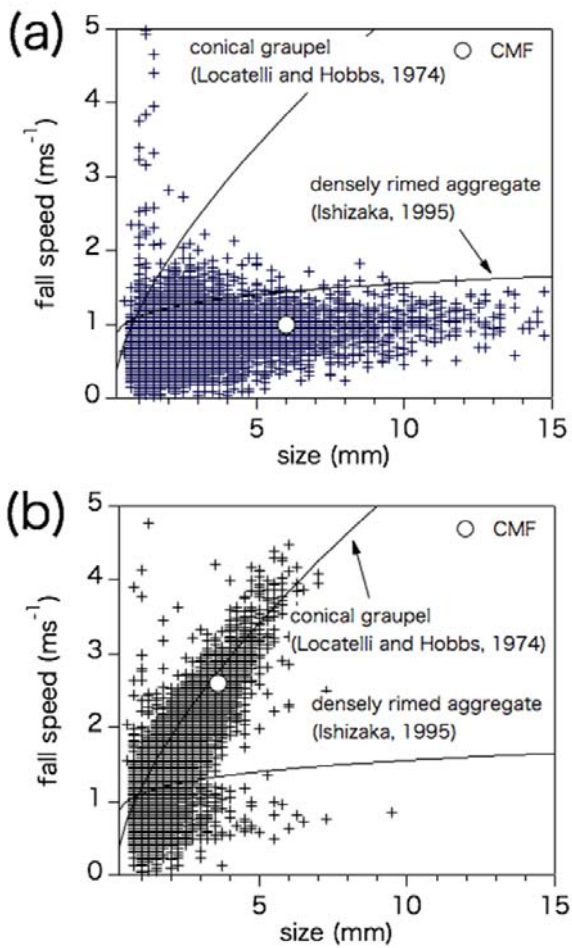 (a)
5
4
3
2
1
0
fall speed (ms⁻¹)
conical graupel
(Locatelli and Hobbs, 1974)
CMF
densely rimed aggregate
(Ishizaka, 1995)
5
10
15
size (mm)
(b)
5
4
3
2
1
0
fall speed (ms⁻¹)
CMF
conical graupel
(Locatelli and Hobbs, 1974)
densely rimed aggregate
(Ishizaka, 1995)
5
10
15
size (mm)